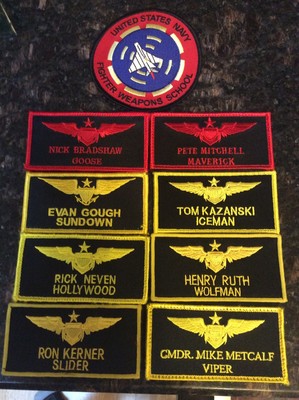 UNITED STATES NAVY
FIGHTER WEAPONS SCHOOL
NICK BRADSHAW
GOOSE
PETE MITCHELL
MAVERICK
EVAN GOUGH
SUNDOWN
TOM KAZANSKI
ICEMAN
RICK NEVEN
HOLLYWOOD
HENRY RUTH
WOLFMAN
RON KERNER
SLIDER
CMDR. MIKE METCALF
VIPER